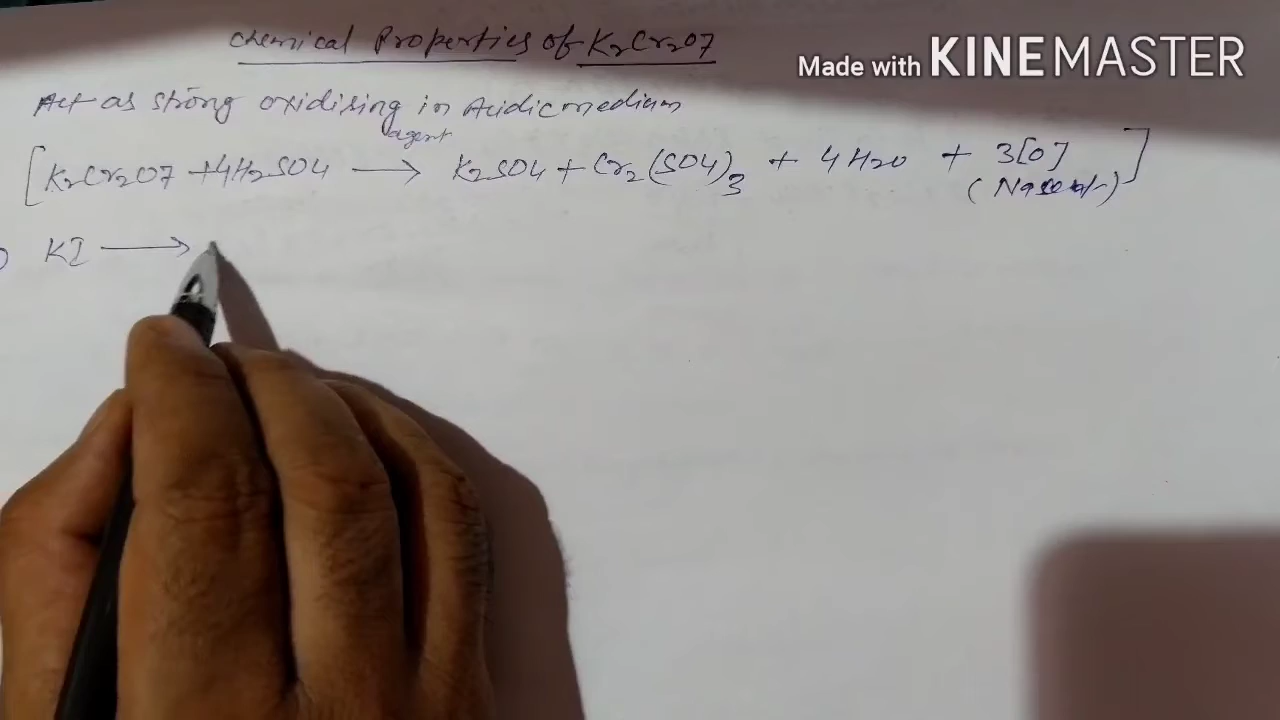 chemical Properties of K2Cr2O7
Made with KINEMASTER
Act as strong oxidising in Acidic medium
agent
[K2Cr2O7 + 4H2SO4 → K2SO4 + Cr2(SO4)3 + 4H2O + 3[O]]
(Nascent)
KI →